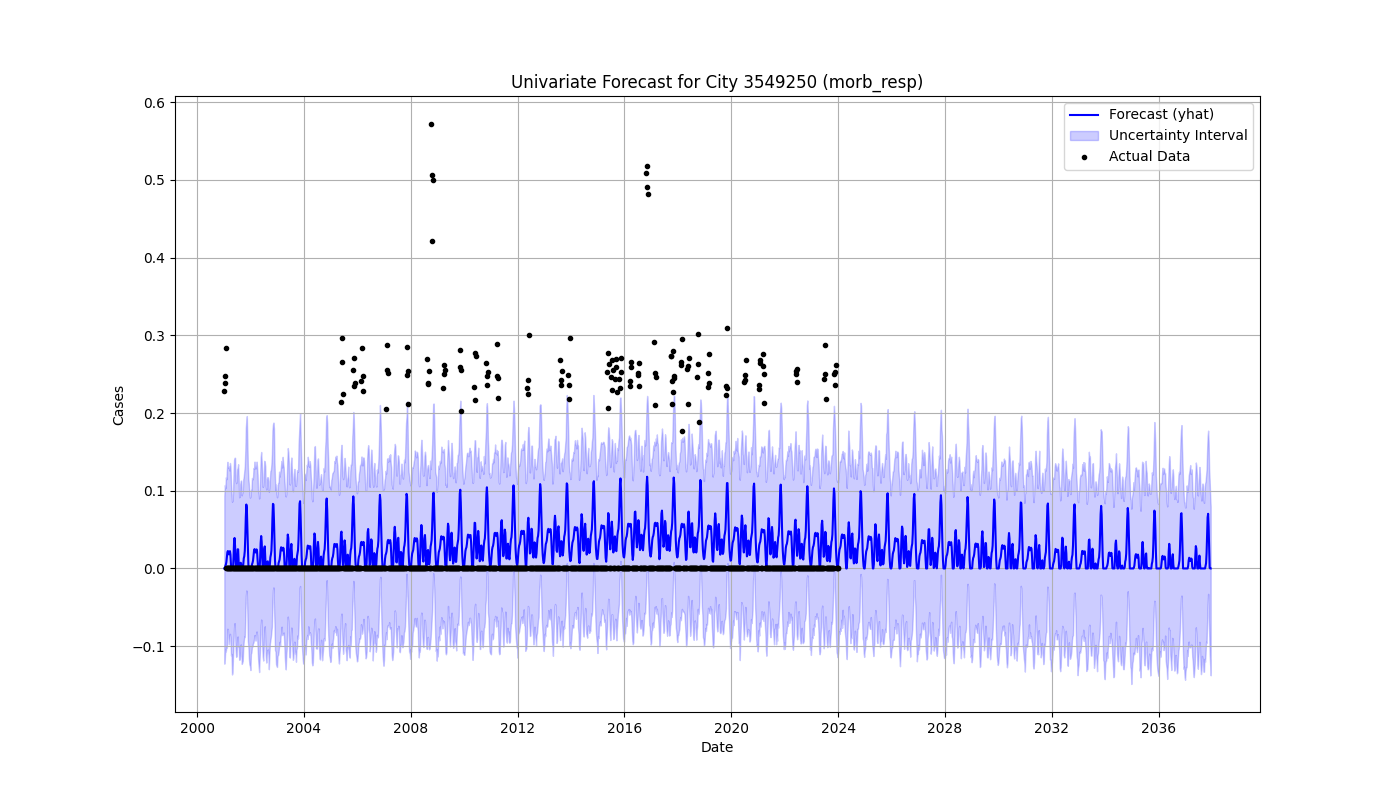 Univariate Forecast for City 3549250 (morb_resp)
0.6
0.5
0.4
0.3
0.2
0.1
0.0
−0.1
Cases
Forecast (yhat)
Uncertainty Interval
Actual Data
2000 2004 2008 2012 2016 2020 2024 2028 2032 2036
Date